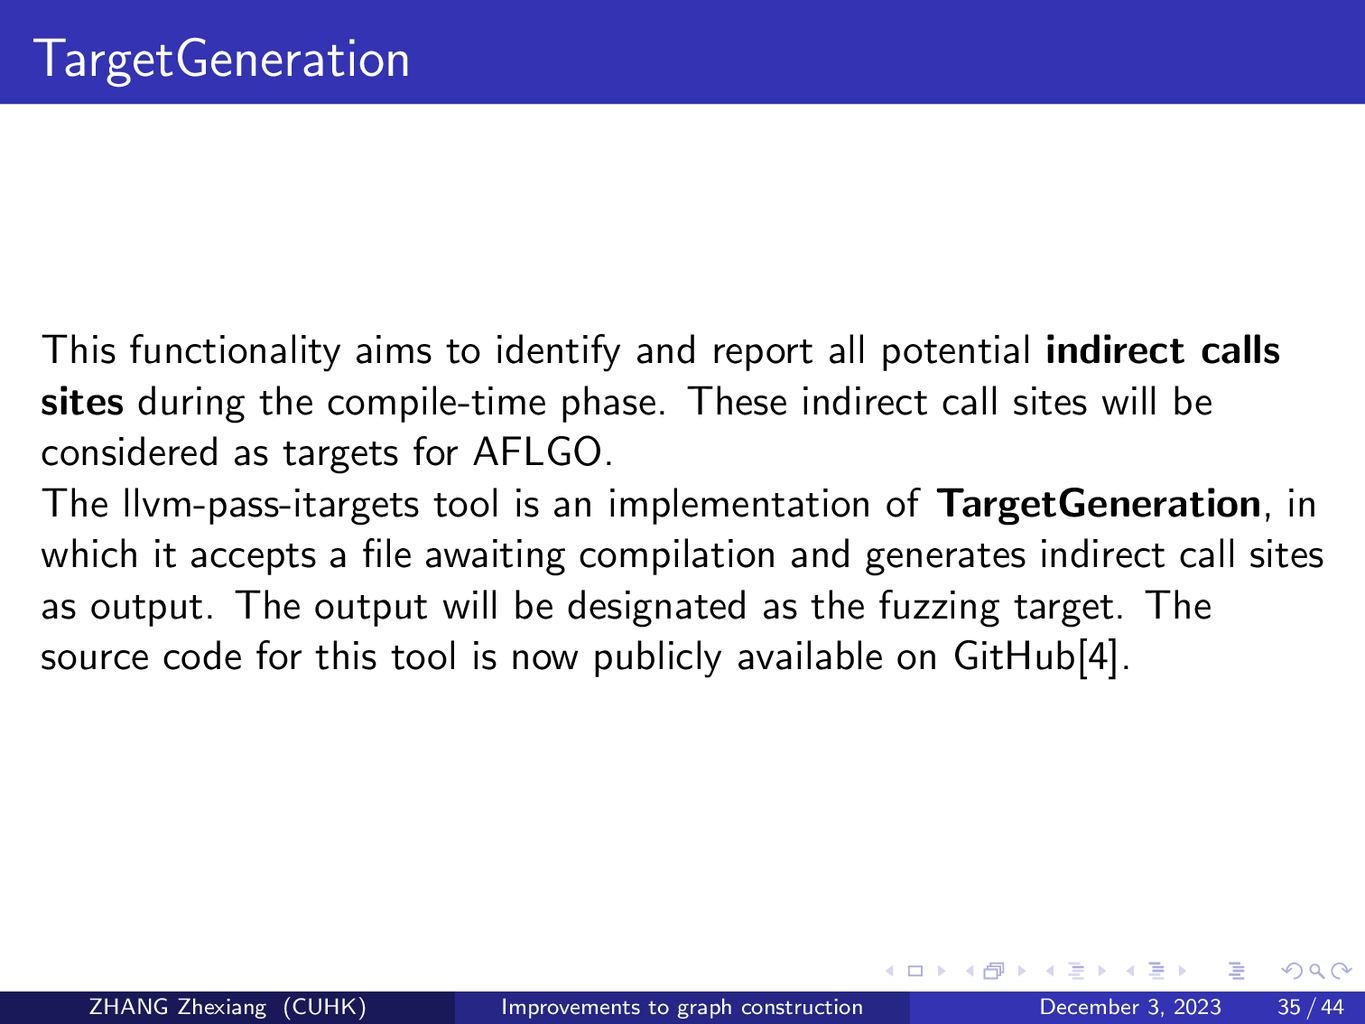 TargetGeneration
This functionality aims to identify and report all potential indirect calls
sites during the compile-time phase. These indirect call sites will be
considered as targets for AFLGO.
The llvm-pass-itargets tool is an implementation of TargetGeneration, in
which it accepts a file awaiting compilation and generates indirect call sites
as output. The output will be designated as the fuzzing target. The
source code for this tool is now publicly available on GitHub[4].
ZHANG Zhexiang (CUHK)
Improvements to graph construction
December 3, 2023
35 / 44